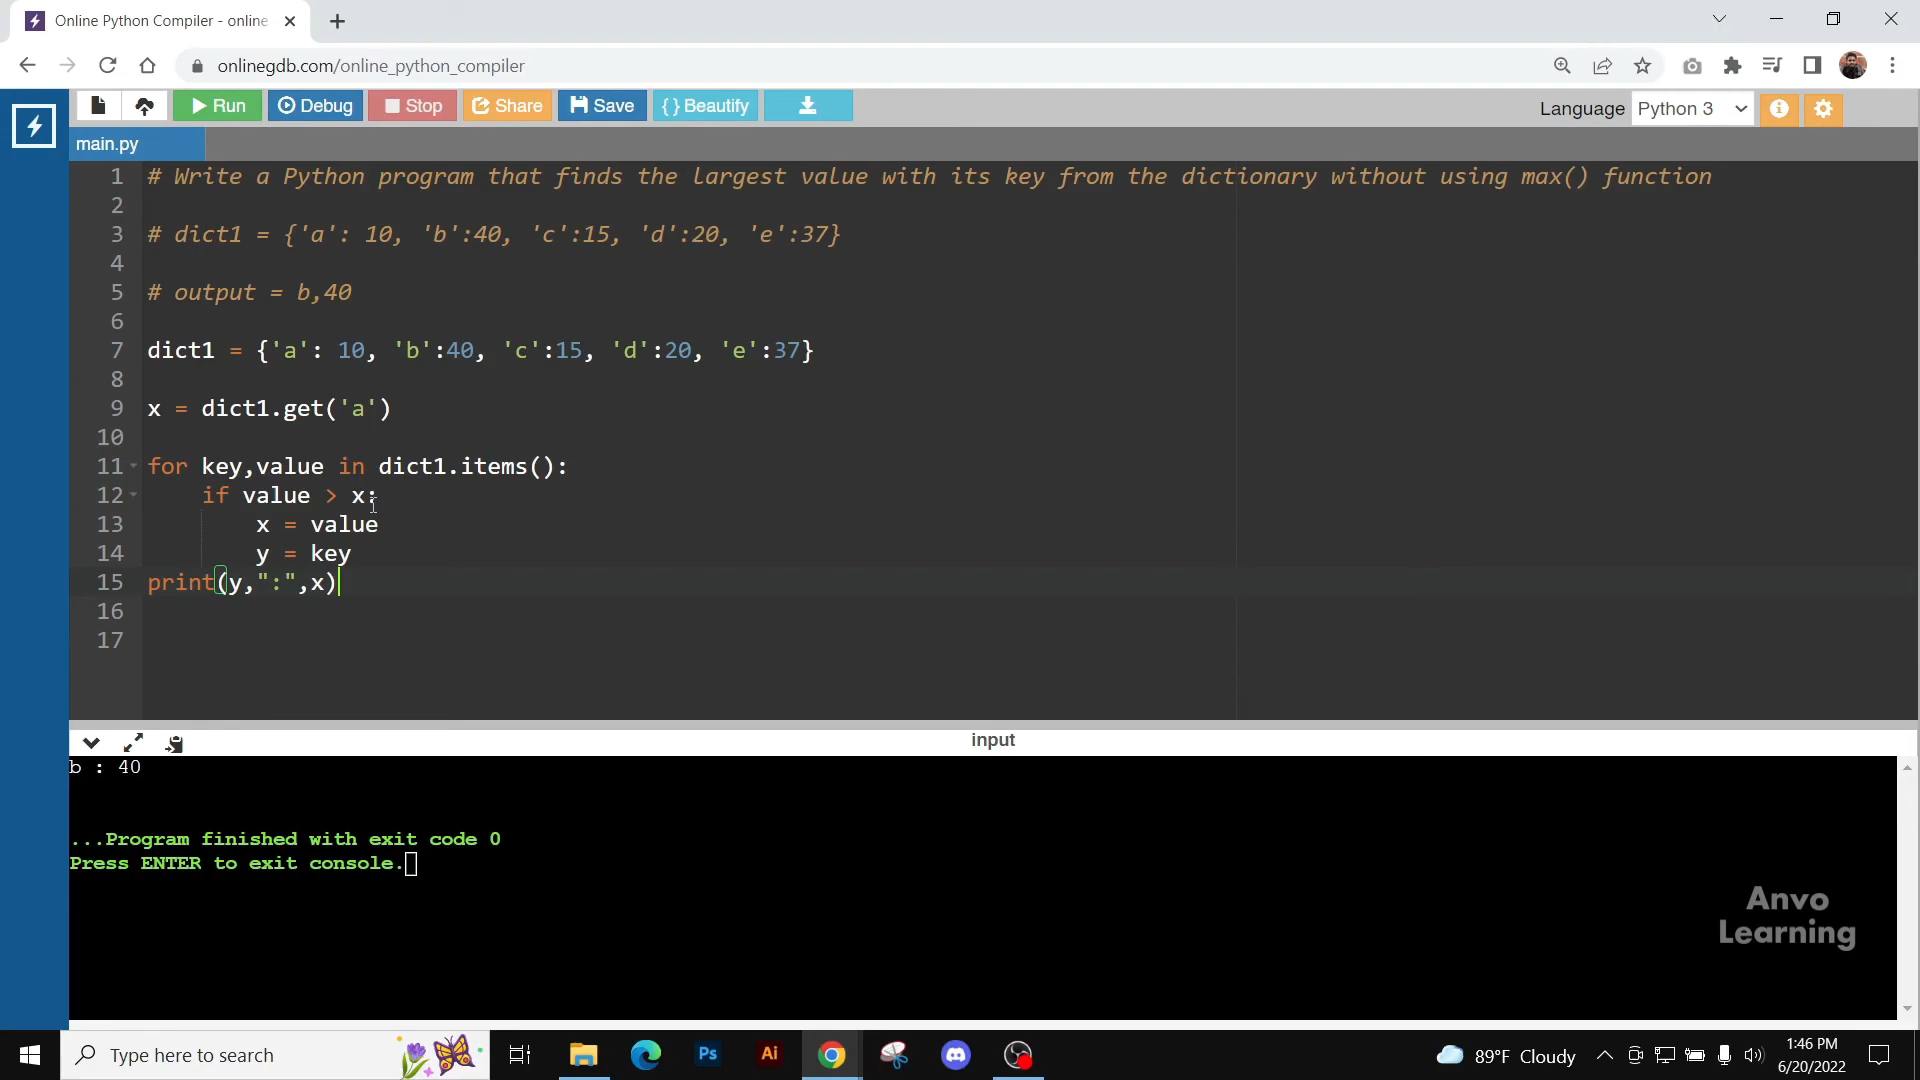 Online Python Compiler - online
onlinegdb.com/online_python_compiler
Run Debug Stop Share Save { } Beautify Language Python 3
main.py
1 # Write a Python program that finds the largest value with its key from the dictionary without using max() function
2
3 # dict1 = {'a': 10, 'b':40, 'c':15, 'd':20, 'e':37}
4
5 # output = b,40
6
7 dict1 = {'a': 10, 'b':40, 'c':15, 'd':20, 'e':37}
8
9 x = dict1.get('a')
10
11 for key,value in dict1.items():
12 if value > x:
13 x = value
14 y = key
15 print(y,":",x)
16
17
input
b : 40
...Program finished with exit code 0
Press ENTER to exit console.
Anvo
Learning
Type here to search
Ps
Ai
89°F Cloudy
1:46 PM
6/20/2022